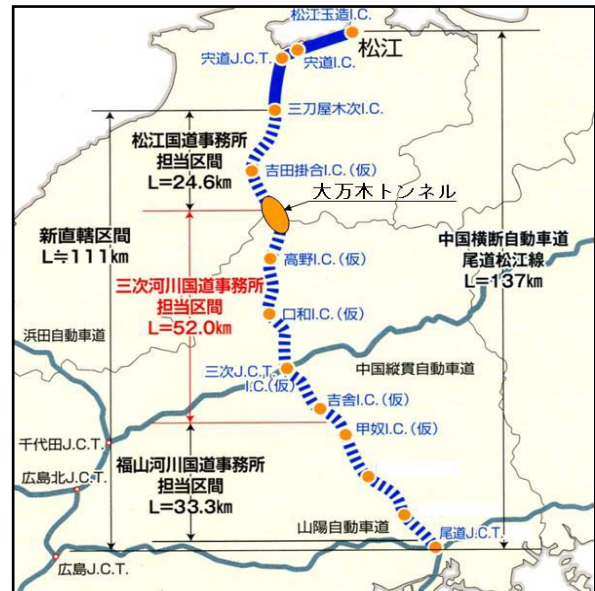 松江玉造I.C.
松江
宍道J.C.T.
宍道I.C.
三刀屋木次I.C.
松江国道事務所
担当区間
L=24.6km
吉田掛合I.C.(仮)
大万木トンネル
新直轄区間
L≒111km
高野I.C.(仮)
中国横断自動車道
尾道松江線
L=137km
三次河川国道事務所
担当区間
L=52.0km
口和I.C.(仮)
浜田自動車道
三次J.C.T.
I.C.(仮)
中国縦貫自動車道
吉舎I.C.(仮)
甲奴I.C.(仮)
千代田J.C.T.
広島北J.C.T.
福山河川国道事務所
担当区間
L=33.3km
山陽自動車道
尾道J.C.T.
広島J.C.T.